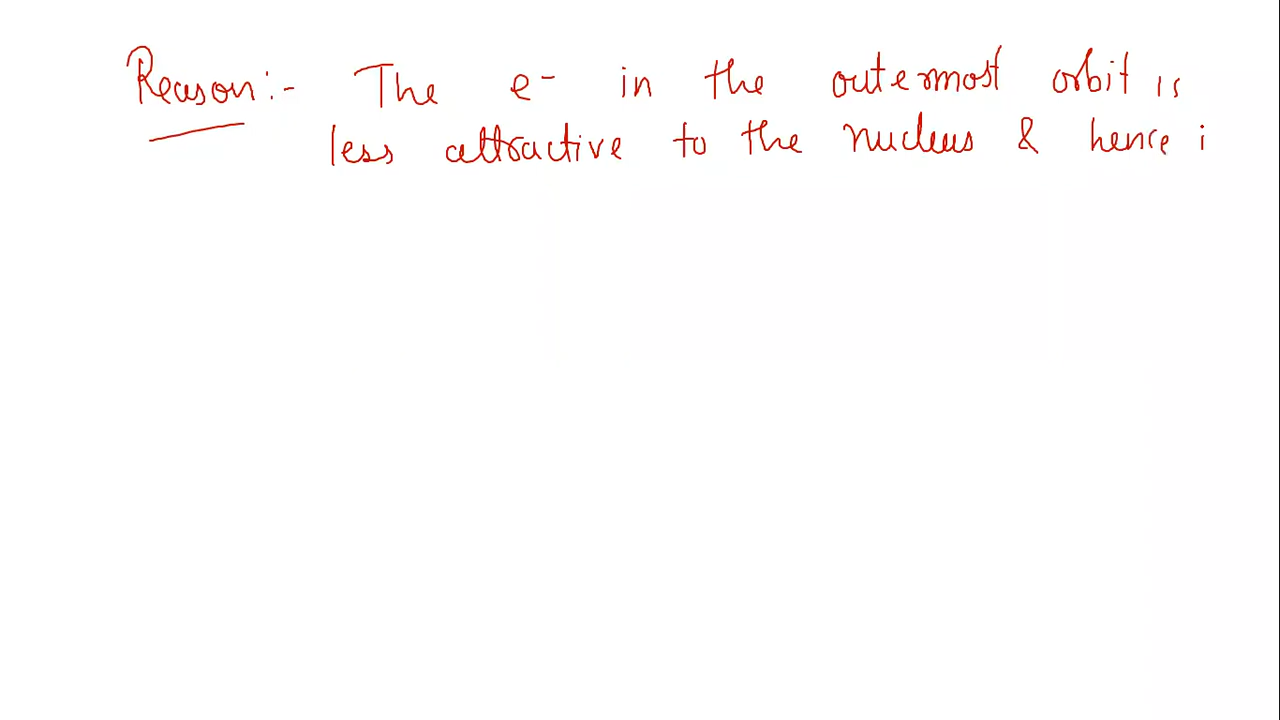 Reason:- The e- in the outermost orbit is
less attractive to the nucleus & hence i